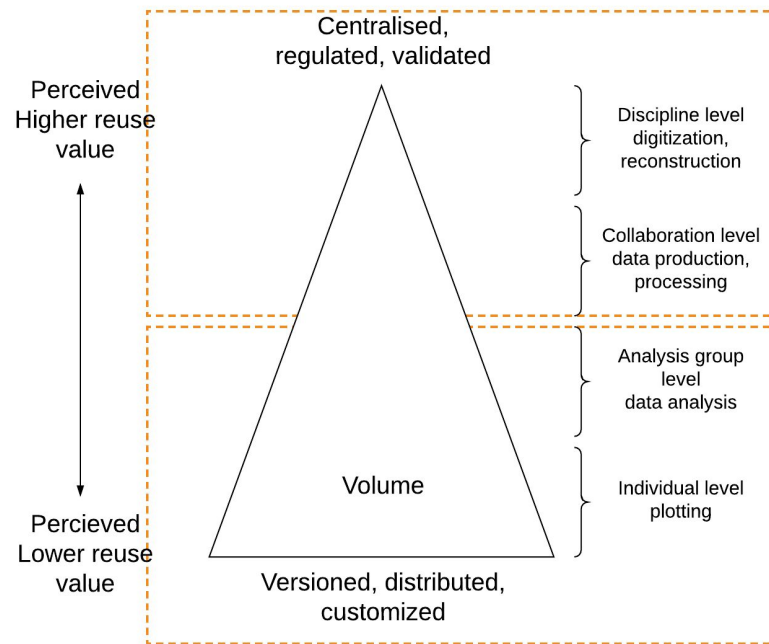 Centralised,
regulated, validated
Perceived
Higher reuse
value
Discipline level
digitization,
reconstruction
Collaboration level
data production,
processing
Analysis group
level
data analysis
Volume
Individual level
plotting
Percieved
Lower reuse
value
Versioned, distributed,
customized